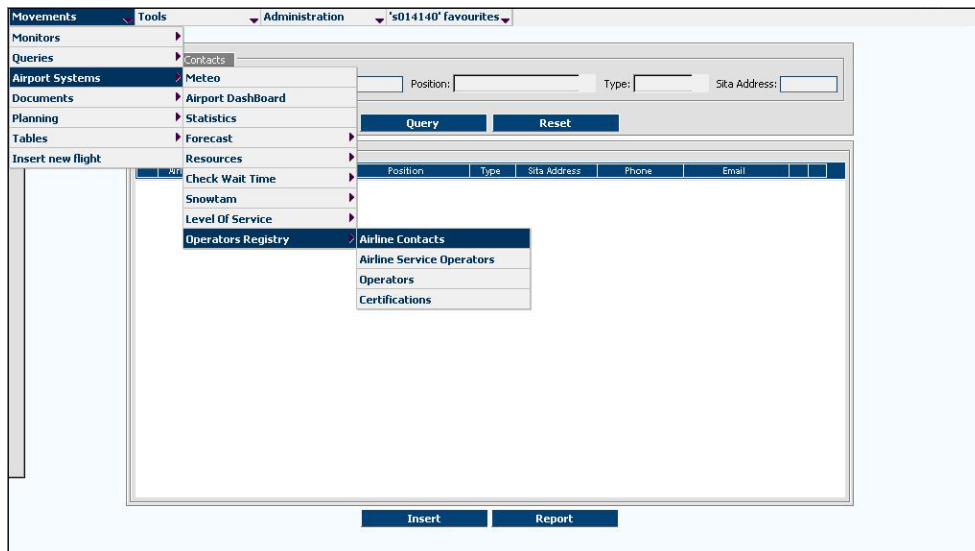 Movements Tools Administration 's014140' favourites
Monitors
Queries
Airport Systems
Documents
Planning
Tables
Insert new flight
Meteo
Airport DashBoard
Statistics
Forecast
Resources
Check Wait Time
Snowtam
Level Of Service
Operators Registry
Airline Contacts
Airline Service Operators
Operators
Certifications
Contacts
Position: Type: Sita Address:
Query Reset
Position Type Sita Address Phone Email
Insert Report